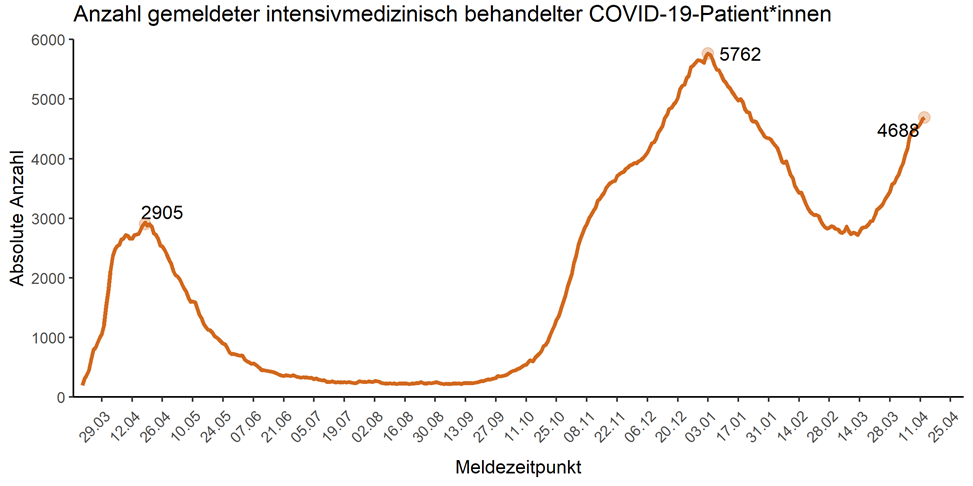 Anzahl gemeldeter intensivmedizinisch behandelter COVID-19-Patient*innen
6000
5762
5000
4688
4000
2905
3000
2000
1000
0
Absolute Anzahl
29.03 12.04 26.04 10.05 24.05 07.06 21.06 05.07 19.07 02.08 16.08 30.08 13.09 27.09 11.10 25.10 08.11 22.11 06.12 20.12 03.01 17.01 31.01 14.02 28.02 14.03 28.03 11.04 25.04
Meldezeitpunkt